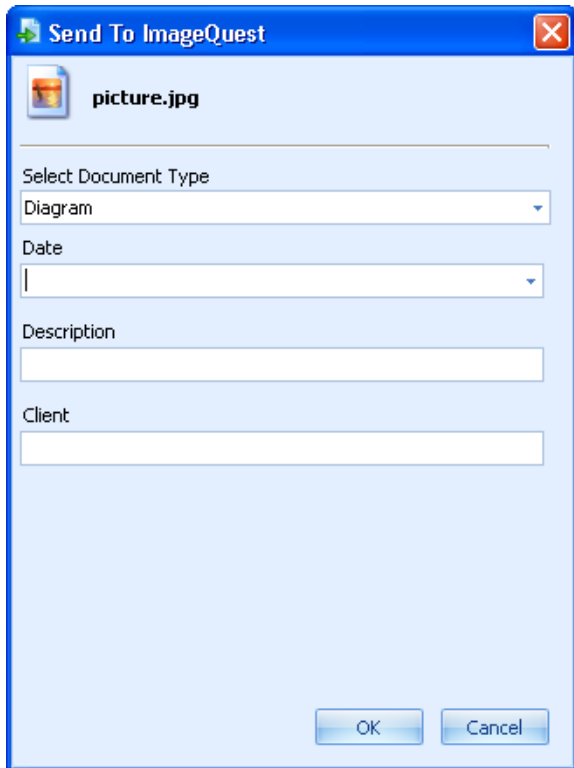 Send To ImageQuest
picture.jpg
Select Document Type
Diagram
Date
Description
Client
OK Cancel